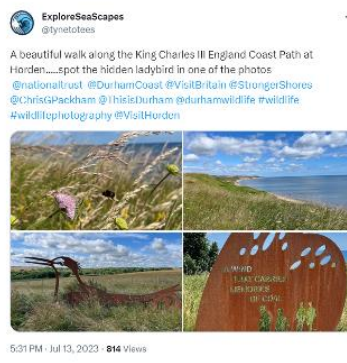 ExploreSeaScapes
@tynetotees
A beautiful walk along the King Charles III England Coast Path at
Horden.....spot the hidden ladybird in one of the photos
@nationaltrust @DurhamCoast @VisitBritain @StrongerShores
@ChrisGPackham @ThisisDurham @durhamwildlife #wildlife
#wildlifephotography @VisitHorden
5:31 PM · Jul 13, 2023 · 814 Views